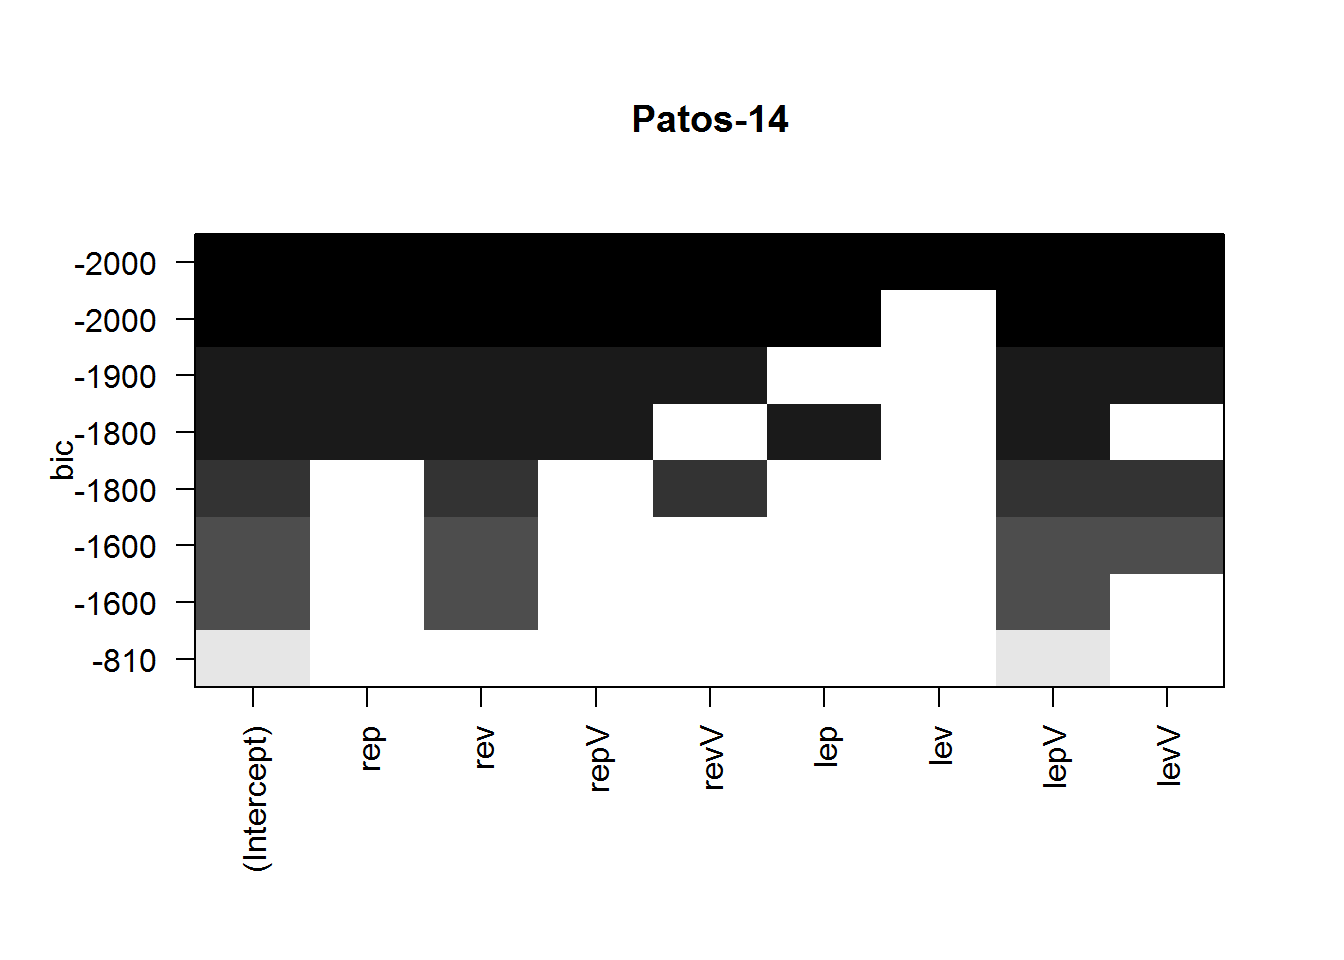 Patos-14
bic
-2000
-2000
-1900
-1800
-1800
-1600
-1600
-810
(Intercept)
rep
rev
repV
revV
lep
lev
lepV
levV